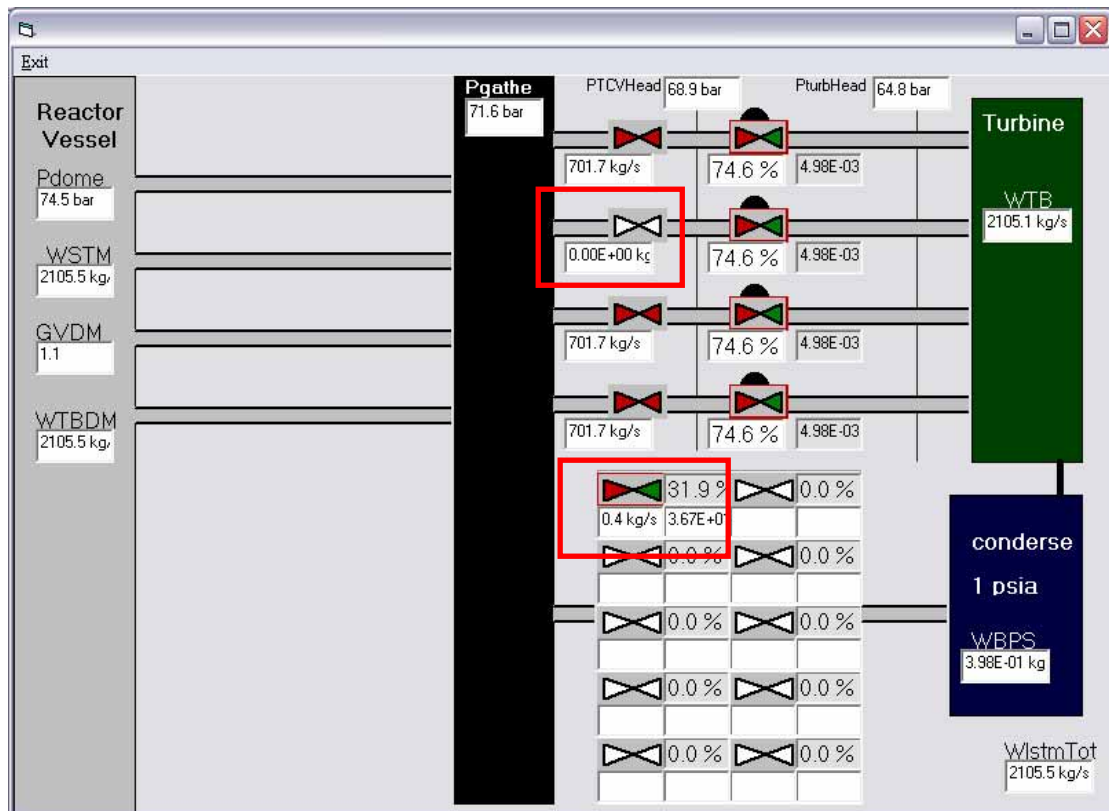 Exit
Reactor
Vessel
Pdome
74.5 bar
WSTM
2105.5 kg/
GVDM
1.1
WTBDM
2105.5 kg/
Pgathe
71.6 bar
PTCVHead 68.9 bar PturbHead 64.8 bar
701.7 kg/s 74.6 % 4.98E-03
0.00E+00 kg 74.6 % 4.98E-03
701.7 kg/s 74.6 % 4.98E-03
701.7 kg/s 74.6 % 4.98E-03
Turbine
WTB
2105.1 kg/s
31.9 % 0.0 %
0.4 kg/s 3.67E+01
0.0 % 0.0 %
0.0 % 0.0 %
0.0 % 0.0 %
0.0 % 0.0 %
conderse
1 psia
WBPS
3.98E-01 kg
WlstmTot
2105.5 kg/s